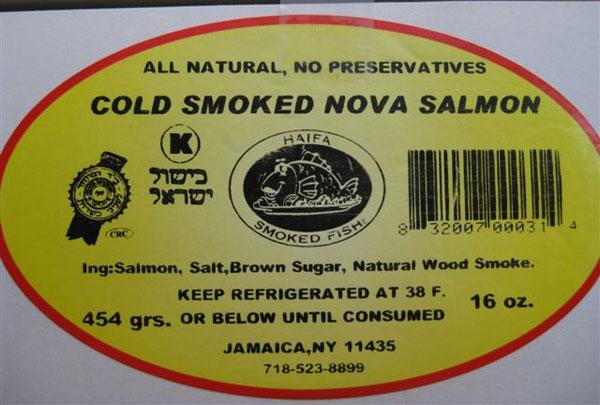 ALL NATURAL, NO PRESERVATIVES
COLD SMOKED NOVA SALMON
K
בישול
ישראל
CRC
HAIFA
SMOKED FISH
8 32007 00031 4
Ing:Salmon, Salt,Brown Sugar, Natural Wood Smoke.
KEEP REFRIGERATED AT 38 F.
454 grs. OR BELOW UNTIL CONSUMED 16 oz.
JAMAICA,NY 11435
718-523-8899